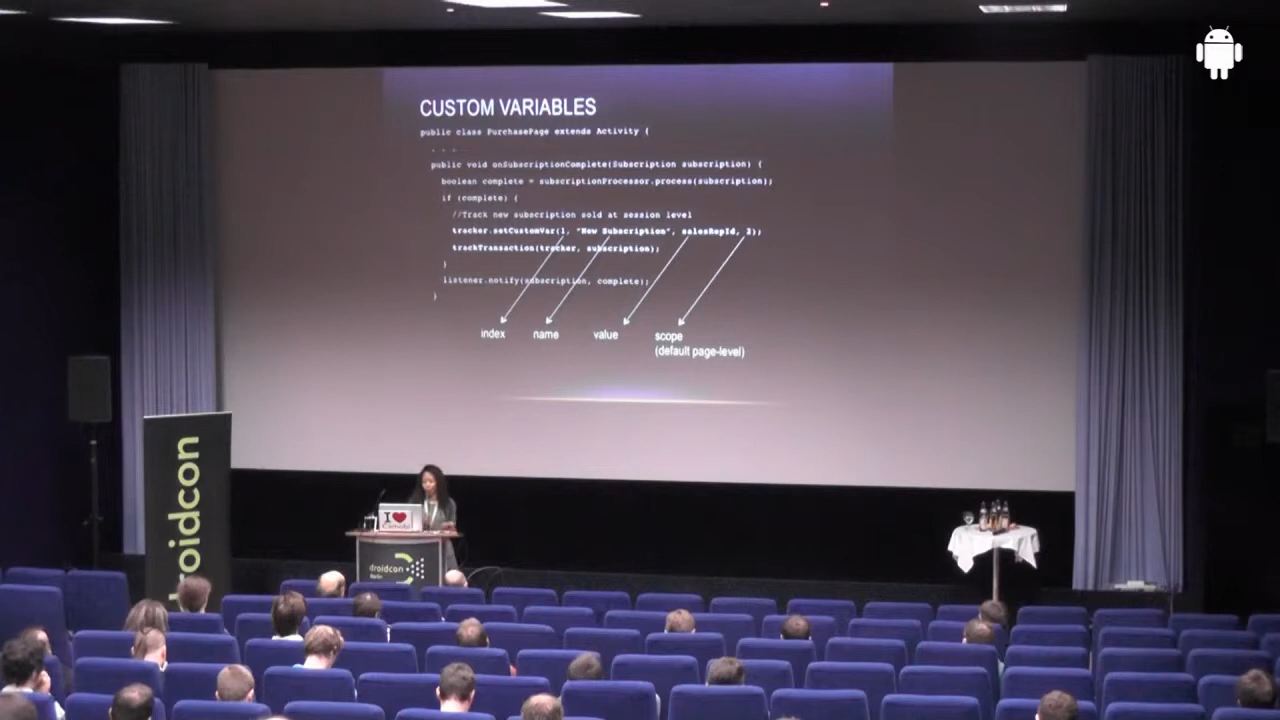 CUSTOM VARIABLES
public class PurchasePage extends Activity {
. . . .
public void onSubscriptionComplete(Subscription subscription) {
boolean complete = subscriptionProcessor.process(subscription);
if (complete) {
//Track new subscription sold at session level
tracker.setCustomVar(1, "New Subscription", salesRepId, 2);
trackTransaction(tracker, subscription);
}
listener.notify(subscription, complete);
}
index name value scope
(default page-level)
droidcon
I
droidcon
Berlin